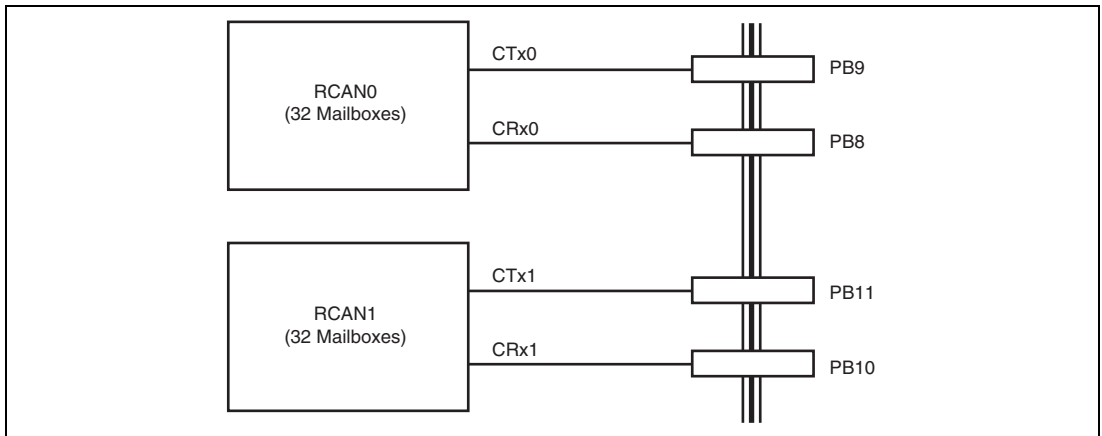 RCAN0
(32 Mailboxes)
CTx0
PB9
CRx0
PB8
RCAN1
(32 Mailboxes)
CTx1
PB11
CRx1
PB10